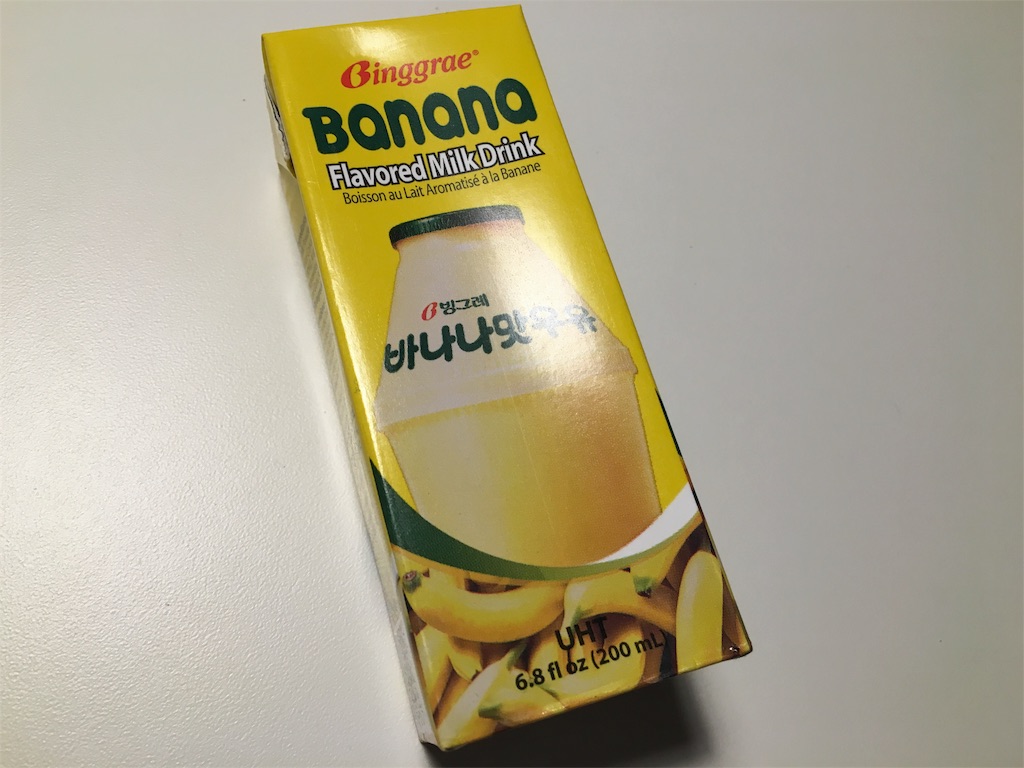 Binggrae®
Banana
Flavored Milk Drink
Boisson au Lait Aromatisé à la Banane
빙그레
바나나맛우유
UHT
6.8 fl oz (200 mL)